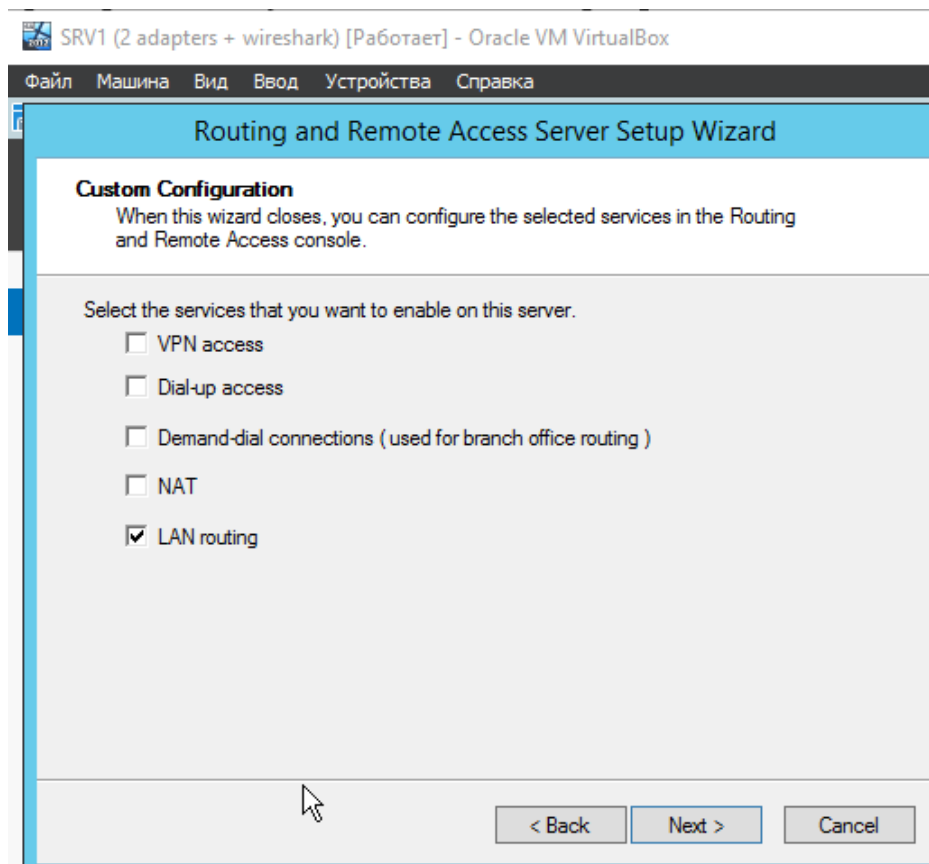 SRV1 (2 adapters + wireshark) [Работает] - Oracle VM VirtualBox
Файл Машина Вид Ввод Устройства Справка
Routing and Remote Access Server Setup Wizard
Custom Configuration
When this wizard closes, you can configure the selected services in the Routing
and Remote Access console.
Select the services that you want to enable on this server.
VPN access
Dial-up access
Demand-dial connections ( used for branch office routing )
NAT
LAN routing
< Back Next > Cancel